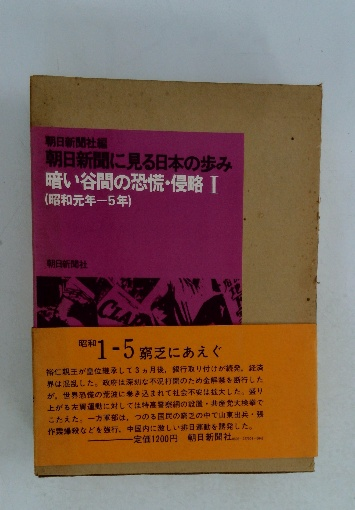 朝日新聞社編
朝日新聞に見る日本の歩み
暗い谷間の恐慌・侵略 I
(昭和元年—5年)
朝日新聞社
昭和1-5 窮乏にあえぐ
裕仁親王が皇位継承して3ヵ月後、銀行取り付けが続発。経済
界は混乱した。政府は深刻な不況打開のため金解禁を断行した
が、世界恐慌の荒波に巻き込まれて社会不安は拡大した。盛り
上がる左翼運動に対しては特高警察網の設置・共産党大検挙で
こたえた。一方軍部は、つのる国民の窮乏の中で山東出兵・張
作霖爆殺などを強行、中国内に激しい排日運動を誘発した。
定価1200円 朝日新聞社